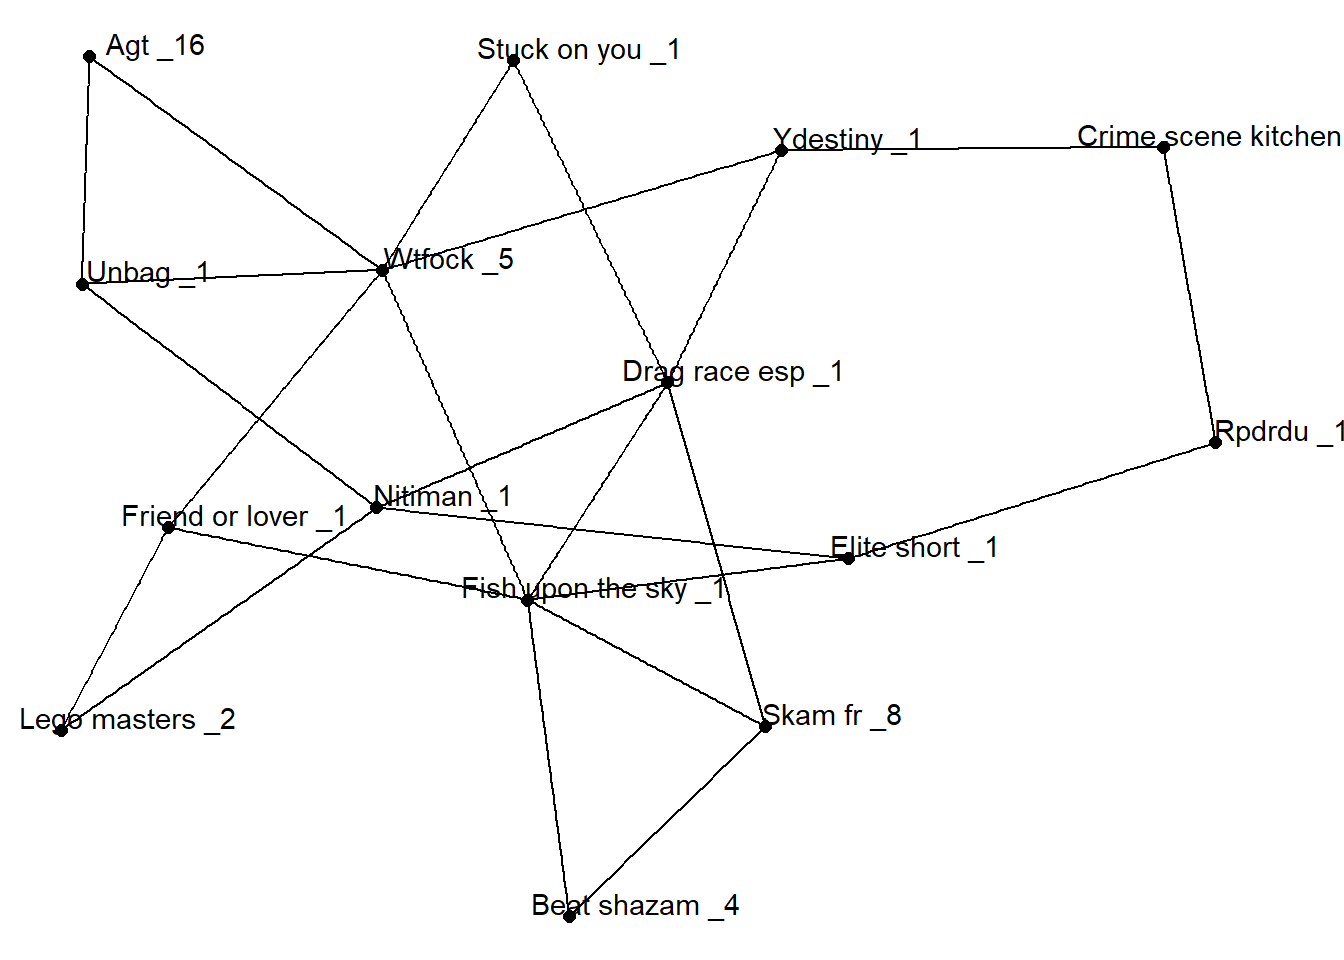 Agt _16
Stuck on you _1
Ydestiny _1
Crime scene kitchen
Wtfock _5
Unbag _1
Drag race esp _1
Rpdrdu _1
Nitiman _1
Friend or lover _1
Elite short _1
Fish upon the sky _1
Lego masters _2
Skam fr _8
Beat shazam _4